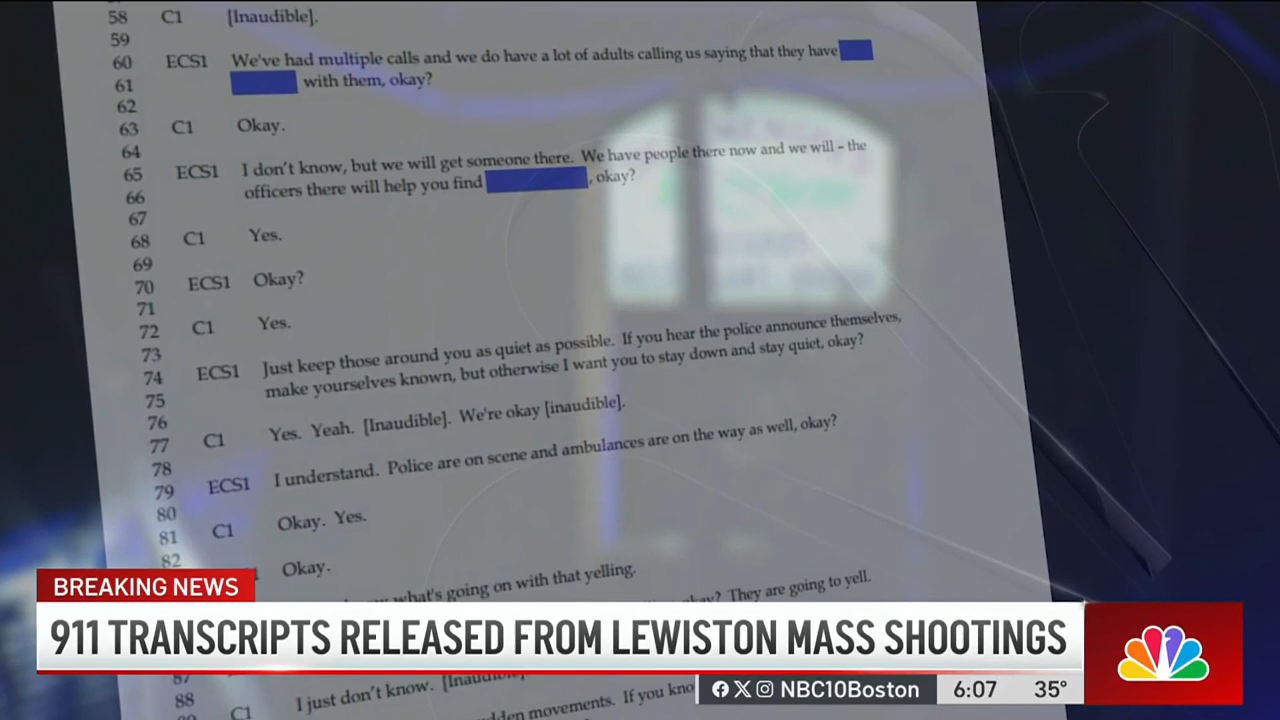 58 C1 [Inaudible].
59
60 ECS1 We've had multiple calls and we do have a lot of adults calling us saying that they have
61 with them, okay?
62
63 C1 Okay.
64
65 ECS1 I don't know, but we will get someone there. We have people there now and we will – the
66 officers there will help you find , okay?
67
68 C1 Yes.
69
70 ECS1 Okay?
71
72 C1 Yes.
73
74 ECS1 Just keep those around you as quiet as possible. If you hear the police announce themselves,
75 make yourselves known, but otherwise I want you to stay down and stay quiet, okay?
76
77 C1 Yes. Yeah. [Inaudible]. We're okay [inaudible].
78
79 ECS1 I understand. Police are on scene and ambulances are on the way as well, okay?
80
81 C1 Okay. Yes.
82
Okay.
what's going on with that yelling.
okay? They are going to yell.
87
88 C1 I just don't know.
movements. If you
BREAKING NEWS
911 TRANSCRIPTS RELEASED FROM LEWISTON MASS SHOOTINGS
NBC10Boston 6:07 35°